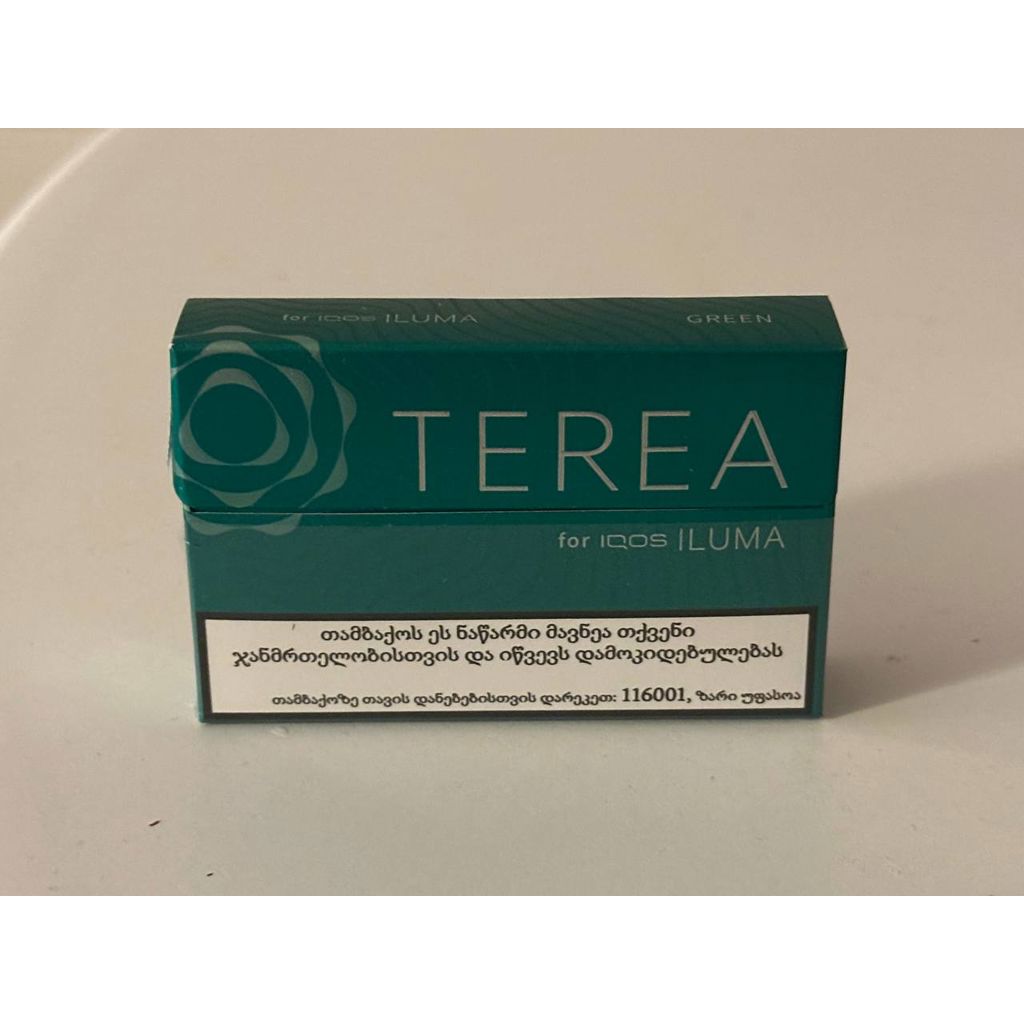 for IQOS ILUMA GREEN
TEREA
for IQOS ILUMA
თამბაქოს ეს ნაწარმი მავნეა თქვენი
ჯანმრთელობისთვის და იწვევს დამოკიდებულებას
თამბაქოზე თავის დანებებისთვის დარეკეთ: 116001, ზარი უფასოა